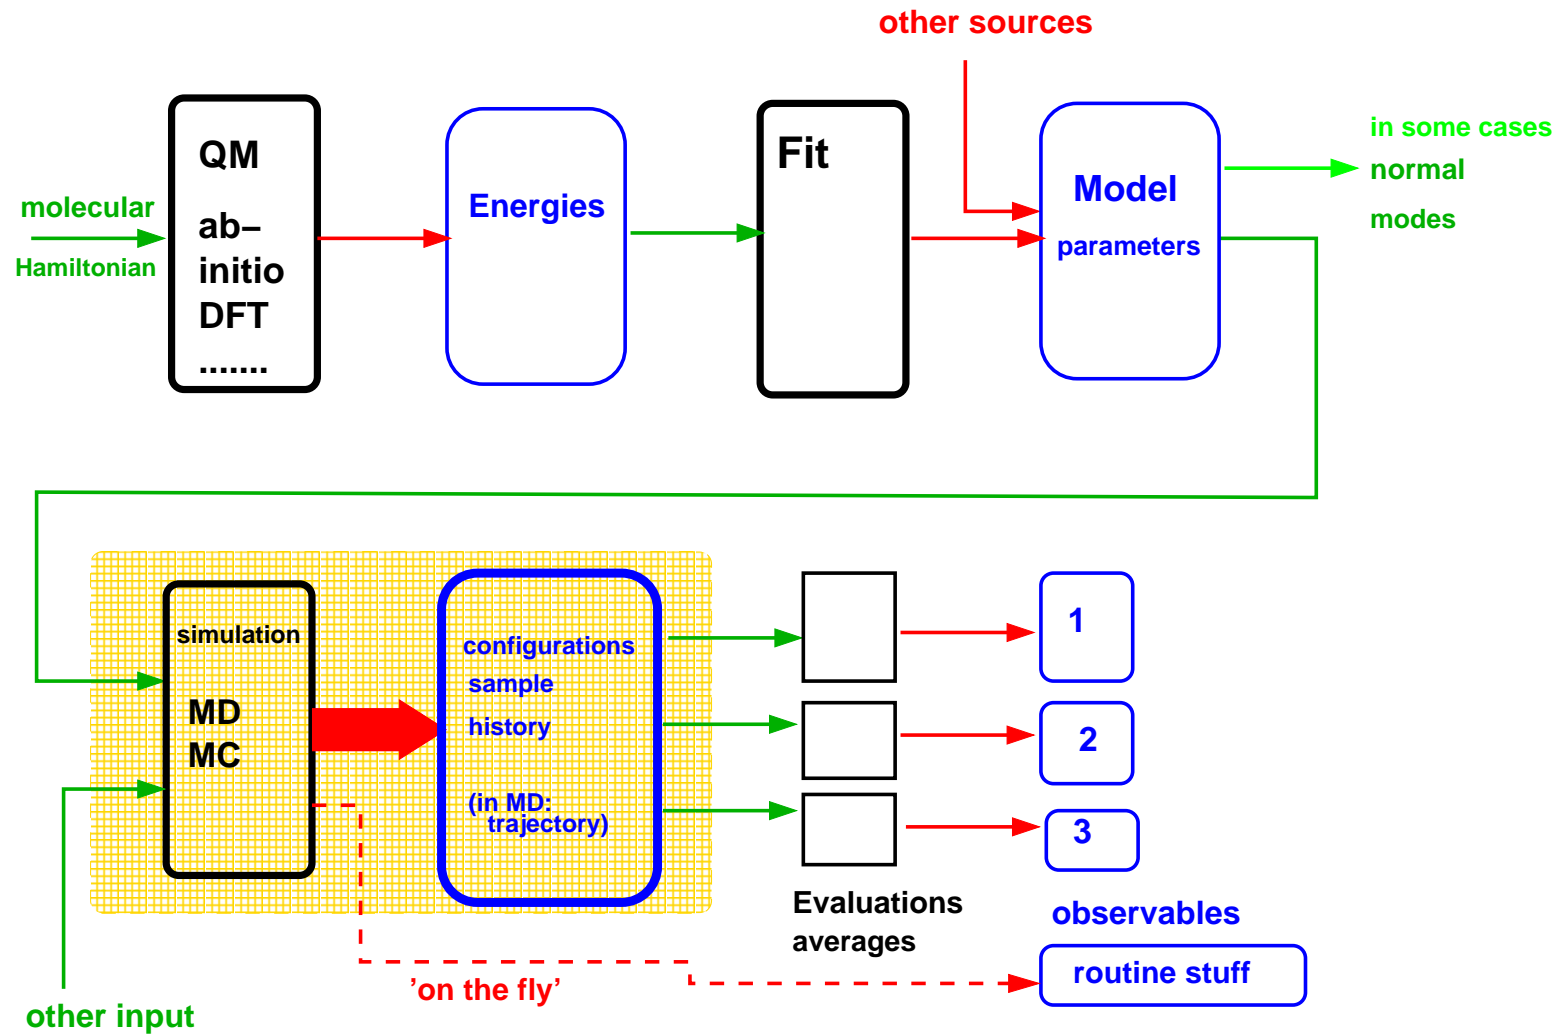 other sources
QM
ab–
initio
DFT
.......
molecular
Hamiltonian
Energies
Fit
Model
parameters
in some cases
normal
modes
simulation
MD
MC
configurations
sample
history
(in MD:
trajectory)
1
2
3
Evaluations
averages
observables
routine stuff
’on the fly’
other input